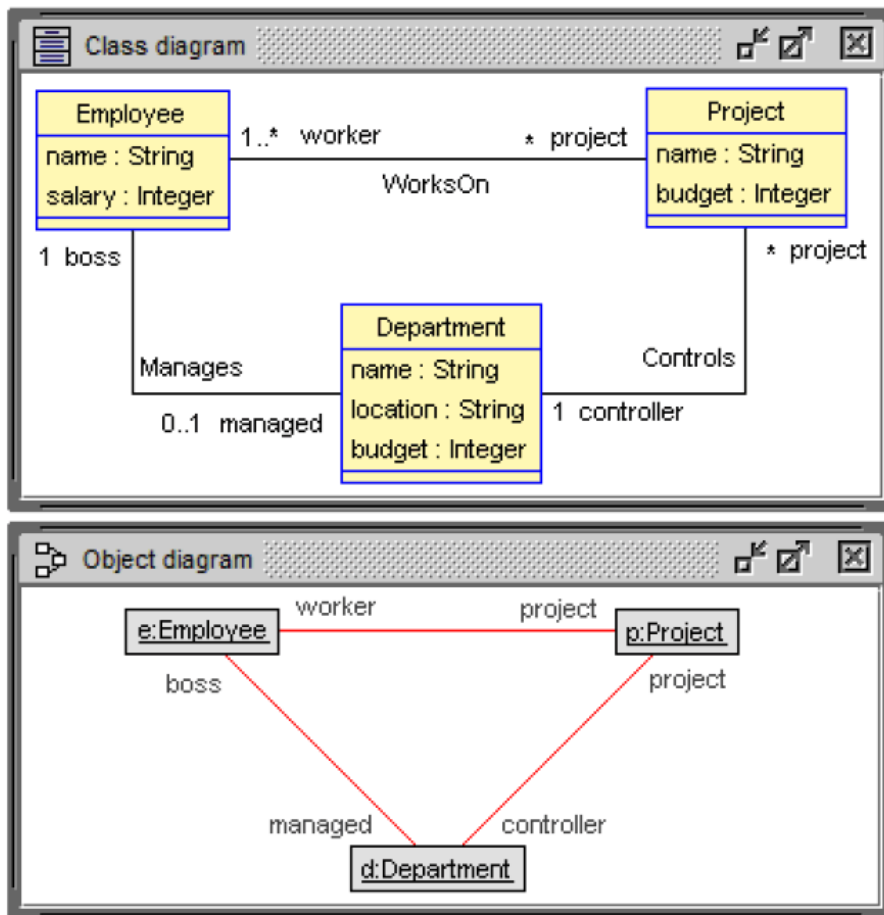 Class diagram
Employee
name : String
salary : Integer
1..* worker
* project
WorksOn
Project
name : String
budget : Integer
1 boss
* project
Manages
0..1 managed
Department
name : String
location : String
budget : Integer
Controls
1 controller
Object diagram
e:Employee
worker
project
p:Project
boss
project
managed
controller
d:Department